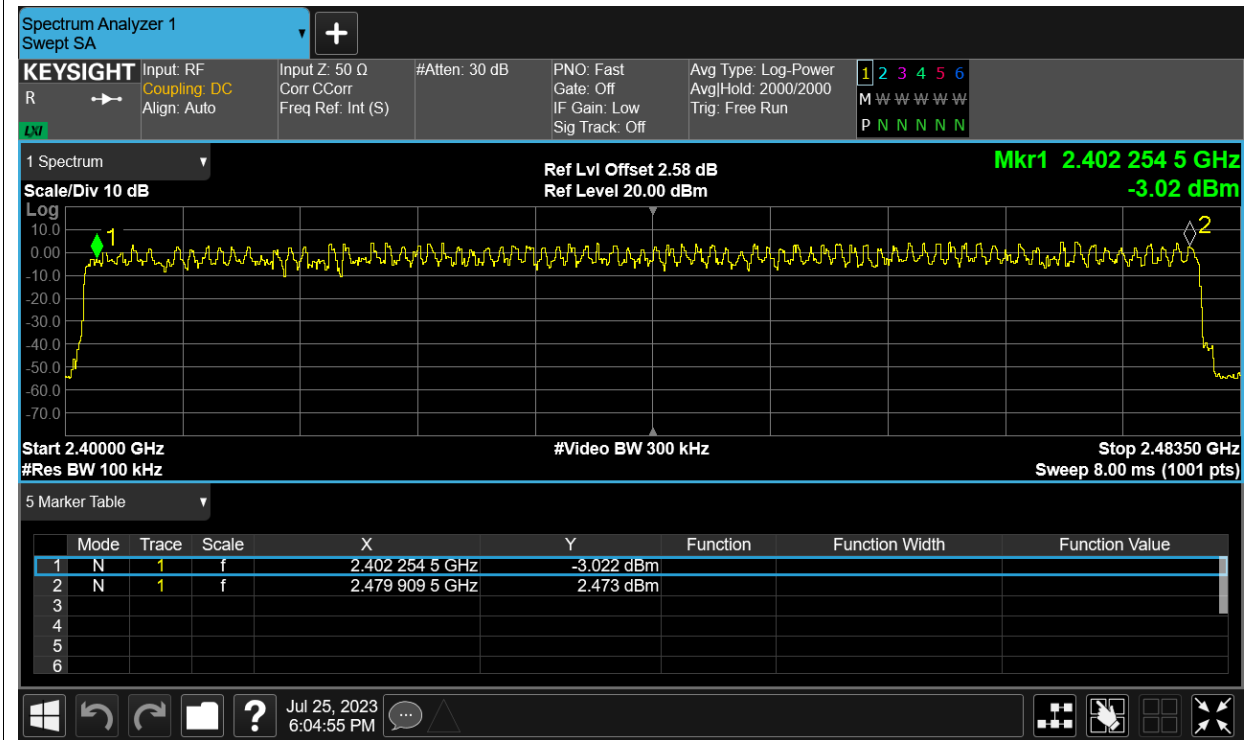 Spectrum Analyzer 1
Swept SA
+
KEYSIGHT Input: RF Input Z: 50 Ω #Atten: 30 dB PNO: Fast Avg Type: Log-Power 1 2 3 4 5 6
R Coupling: DC Corr CCorr Gate: Off Avg|Hold: 2000/2000 M W W W W W
Align: Auto Freq Ref: Int (S) IF Gain: Low Trig: Free Run
LXI Sig Track: Off P N N N N N
1 Spectrum Ref Lvl Offset 2.58 dB Mkr1 2.402 254 5 GHz
Scale/Div 10 dB Ref Level 20.00 dBm -3.02 dBm
Log
10.0
0.00
-10.0
-20.0
-30.0
-40.0
-50.0
-60.0
-70.0
1
2
Start 2.40000 GHz #Video BW 300 kHz Stop 2.48350 GHz
#Res BW 100 kHz Sweep 8.00 ms (1001 pts)
5 Marker Table
Mode Trace Scale X Y Function Function Width Function Value
1 N 1 f 2.402 254 5 GHz -3.022 dBm
2 N 1 f 2.479 909 5 GHz 2.473 dBm
3
4
5
6
? Jul 25, 2023
6:04:55 PM